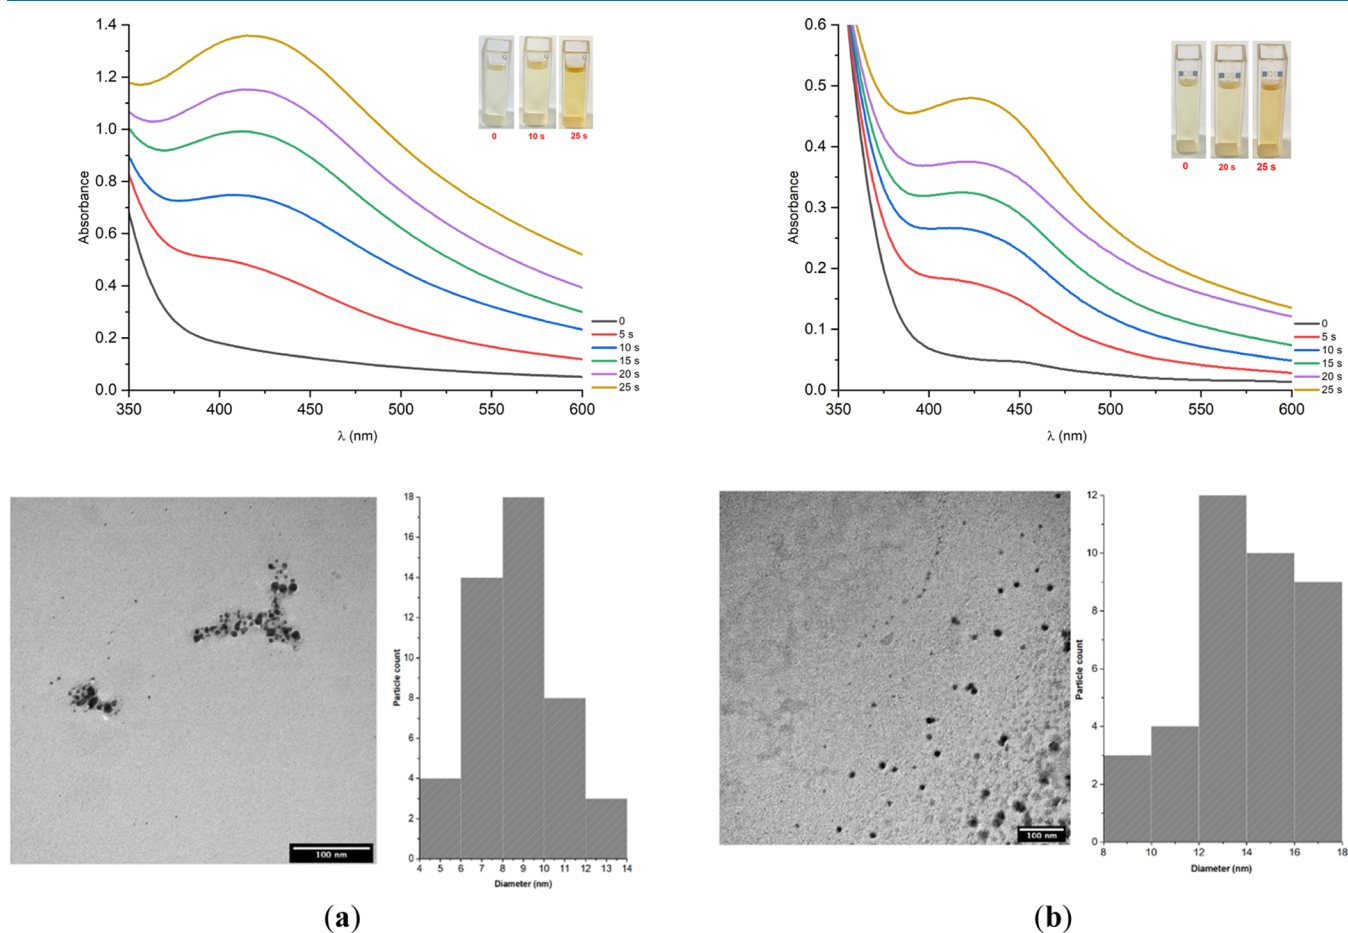 1.4
1.2
1.0
0.8
0.6
0.4
0.2
0.0
Absorbance
350
400
450
500
550
600
λ (nm)
0
10 s
25 s
0
5 s
10 s
15 s
20 s
25 s
0.6
0.5
0.4
0.3
0.2
0.1
0.0
Absorbance
350
400
450
500
550
600
λ (nm)
0
20 s
25 s
0
5 s
10 s
15 s
20 s
25 s
100 nm
18
16
14
12
10
8
6
4
2
0
Particle count
4 5 6 7 8 9 10 11 12 13 14
Diameter (nm)
100 nm
12
10
8
6
4
2
0
Particle count
8 10 12 14 16 18
Diameter (nm)
(a)
(b)